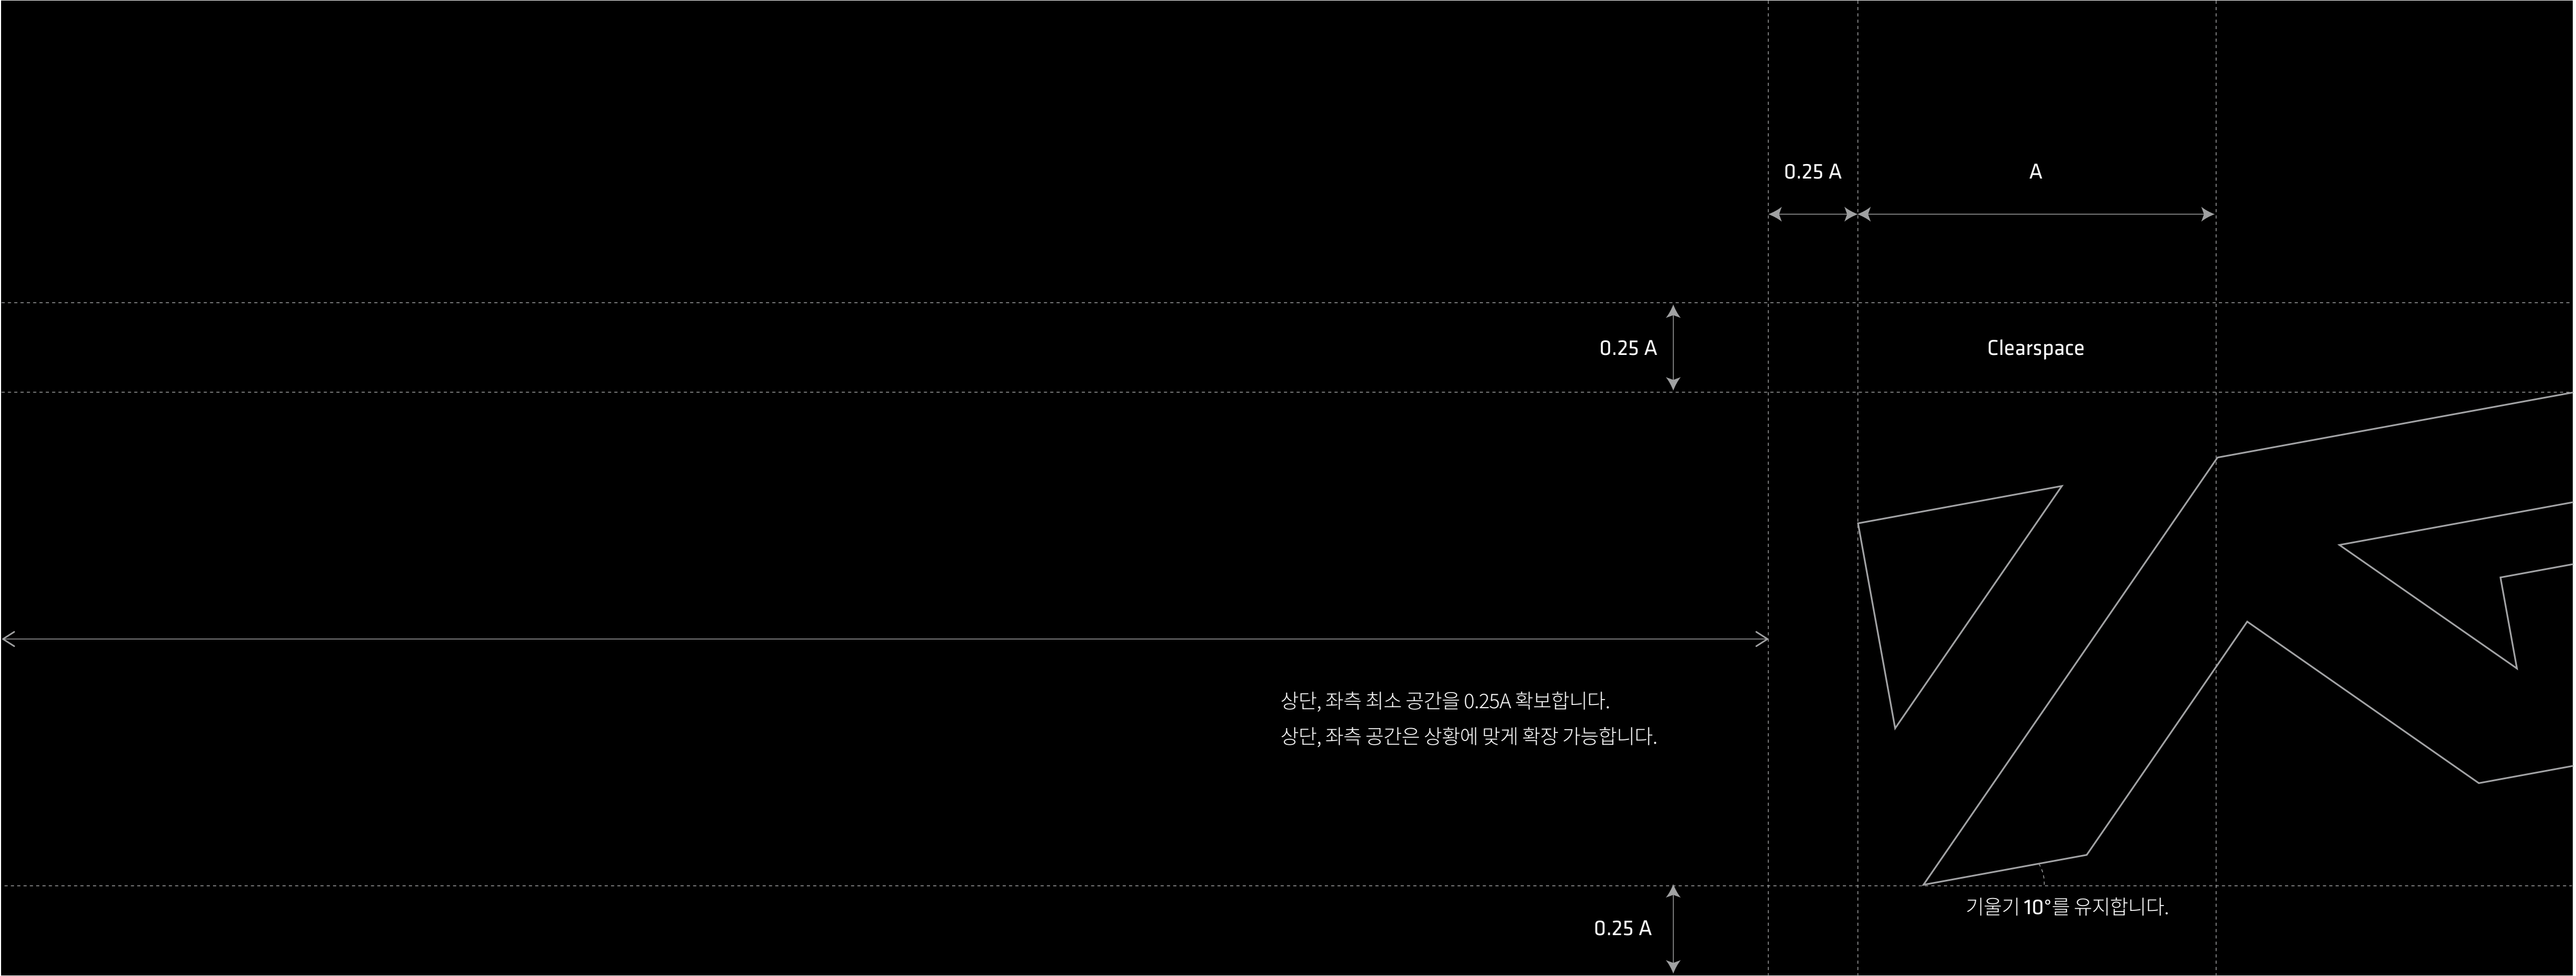 0.25 A
A
0.25 A
Clearspace
상단, 좌측 최소 공간을 0.25A 확보합니다.
상단, 좌측 공간은 상황에 맞게 확장 가능합니다.
기울기 10°를 유지합니다.
0.25 A